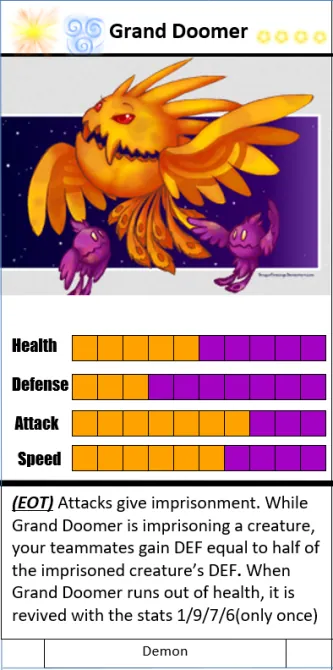 Grand Doomer
Health
Defense
Attack
Speed
(EOT) Attacks give imprisonment. While
Grand Doomer is imprisoning a creature,
your teammates gain DEF equal to half of
the imprisoned creature's DEF. When
Grand Doomer runs out of health, it is
revived with the stats 1/9/7/6(only once)
Demon